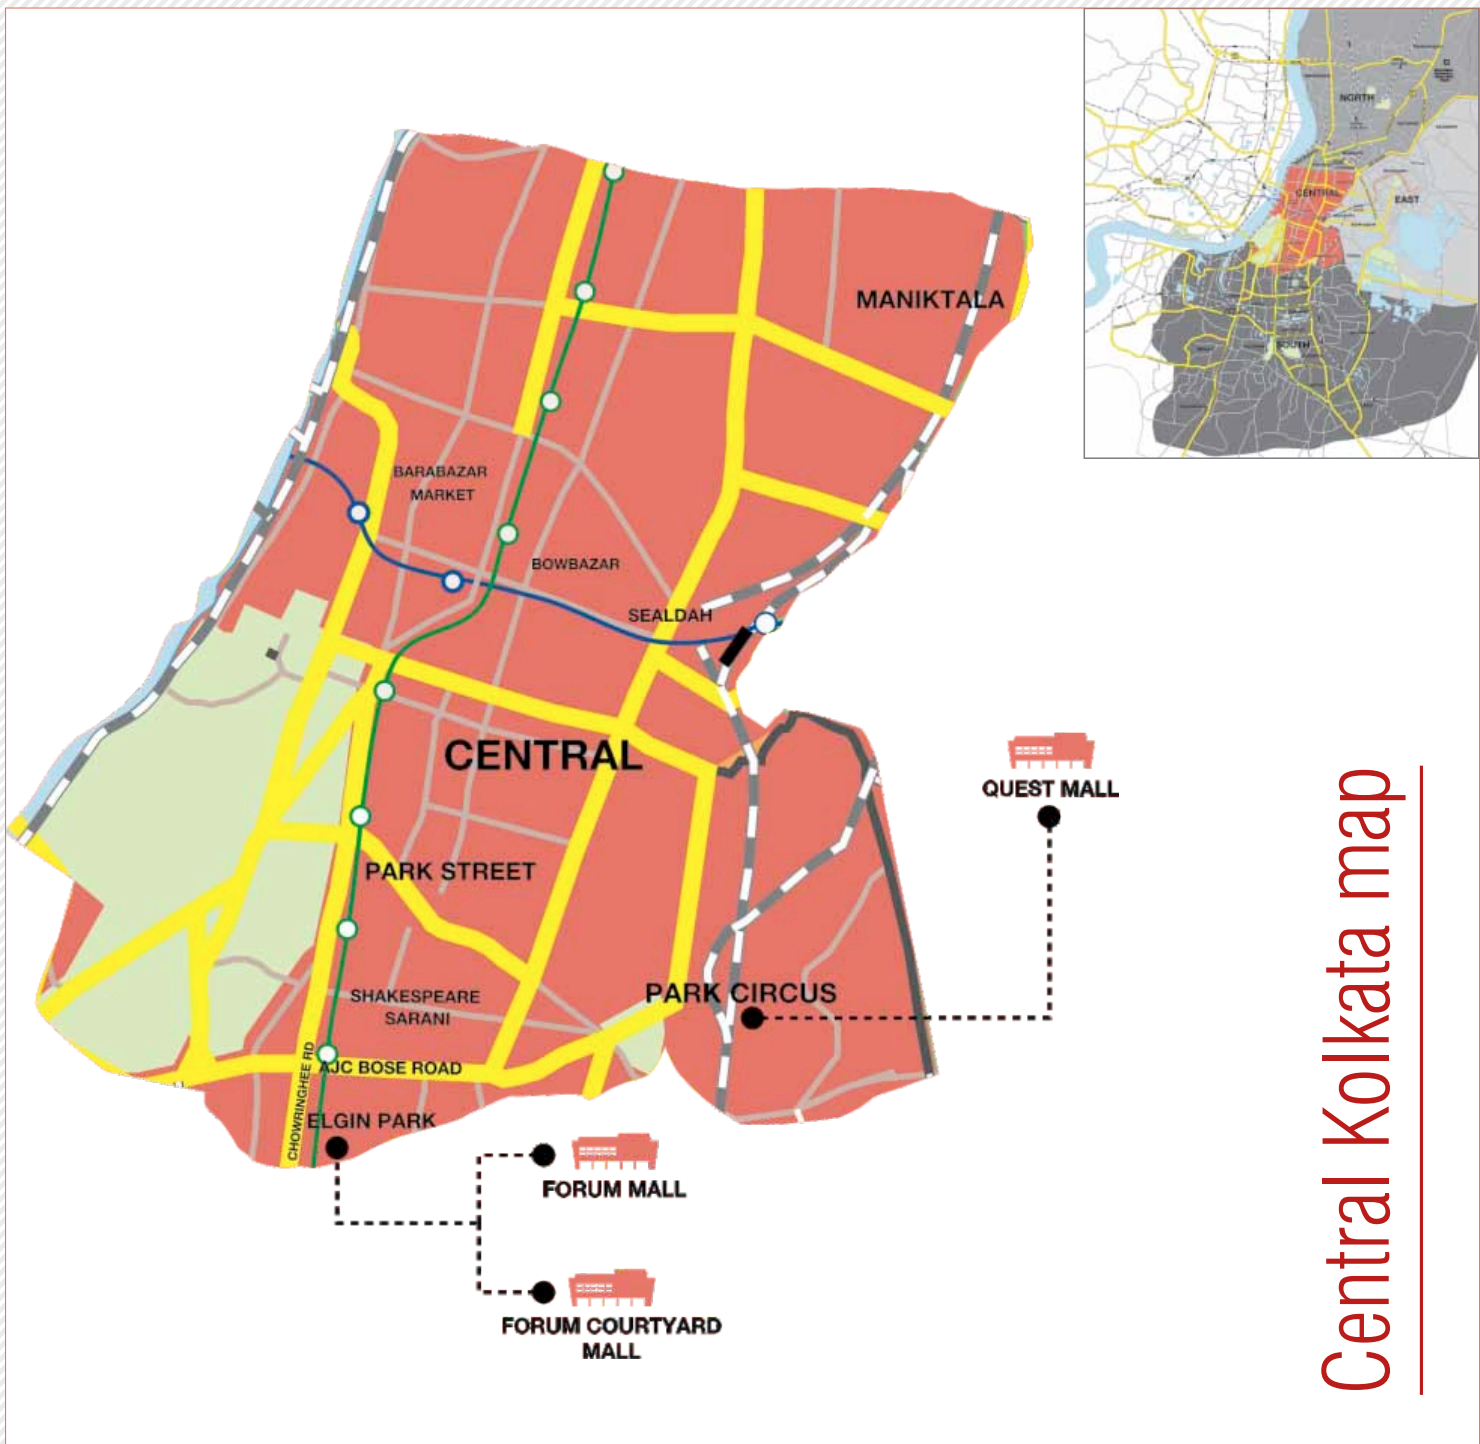 NORTH
CENTRAL
EAST
SOUTH
MANIKTALA
BARABAZAR
MARKET
BOWBAZAR
SEALDAH
CENTRAL
QUEST MALL
PARK STREET
PARK CIRCUS
SHAKESPEARE
SARANI
AJC BOSE ROAD
CHOWRINGHEE RD
ELGIN PARK
FORUM MALL
FORUM COURTYARD
MALL
Central Kolkata map